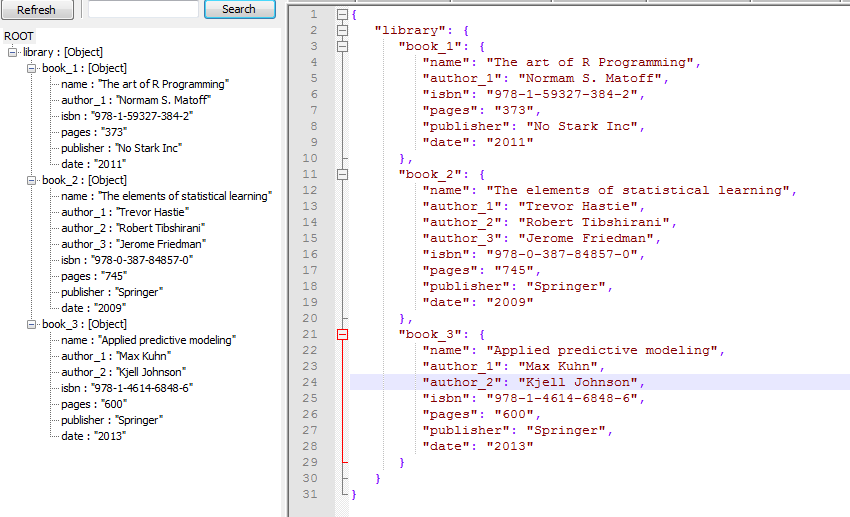 Refresh
Search
ROOT
library : [Object]
book_1 : [Object]
name : "The art of R Programming"
author_1 : "Normam S. Matoff"
isbn : "978-1-59327-384-2"
pages : "373"
publisher : "No Stark Inc"
date : "2011"
book_2 : [Object]
name : "The elements of statistical learning"
author_1 : "Trevor Hastie"
author_2 : "Robert Tibshirani"
author_3 : "Jerome Friedman"
isbn : "978-0-387-84857-0"
pages : "745"
publisher : "Springer"
date : "2009"
book_3 : [Object]
name : "Applied predictive modeling"
author_1 : "Max Kuhn"
author_2 : "Kjell Johnson"
isbn : "978-1-4614-6848-6"
pages : "600"
publisher : "Springer"
date : "2013"
1 {
2 "library": {
3 "book_1": {
4 "name": "The art of R Programming",
5 "author_1": "Normam S. Matoff",
6 "isbn": "978-1-59327-384-2",
7 "pages": "373",
8 "publisher": "No Stark Inc",
9 "date": "2011"
10 },
11 "book_2": {
12 "name": "The elements of statistical learning",
13 "author_1": "Trevor Hastie",
14 "author_2": "Robert Tibshirani",
15 "author_3": "Jerome Friedman",
16 "isbn": "978-0-387-84857-0",
17 "pages": "745",
18 "publisher": "Springer",
19 "date": "2009"
20 },
21 "book_3": {
22 "name": "Applied predictive modeling",
23 "author_1": "Max Kuhn",
24 "author_2": "Kjell Johnson",
25 "isbn": "978-1-4614-6848-6",
26 "pages": "600",
27 "publisher": "Springer",
28 "date": "2013"
29 }
30 }
31 }